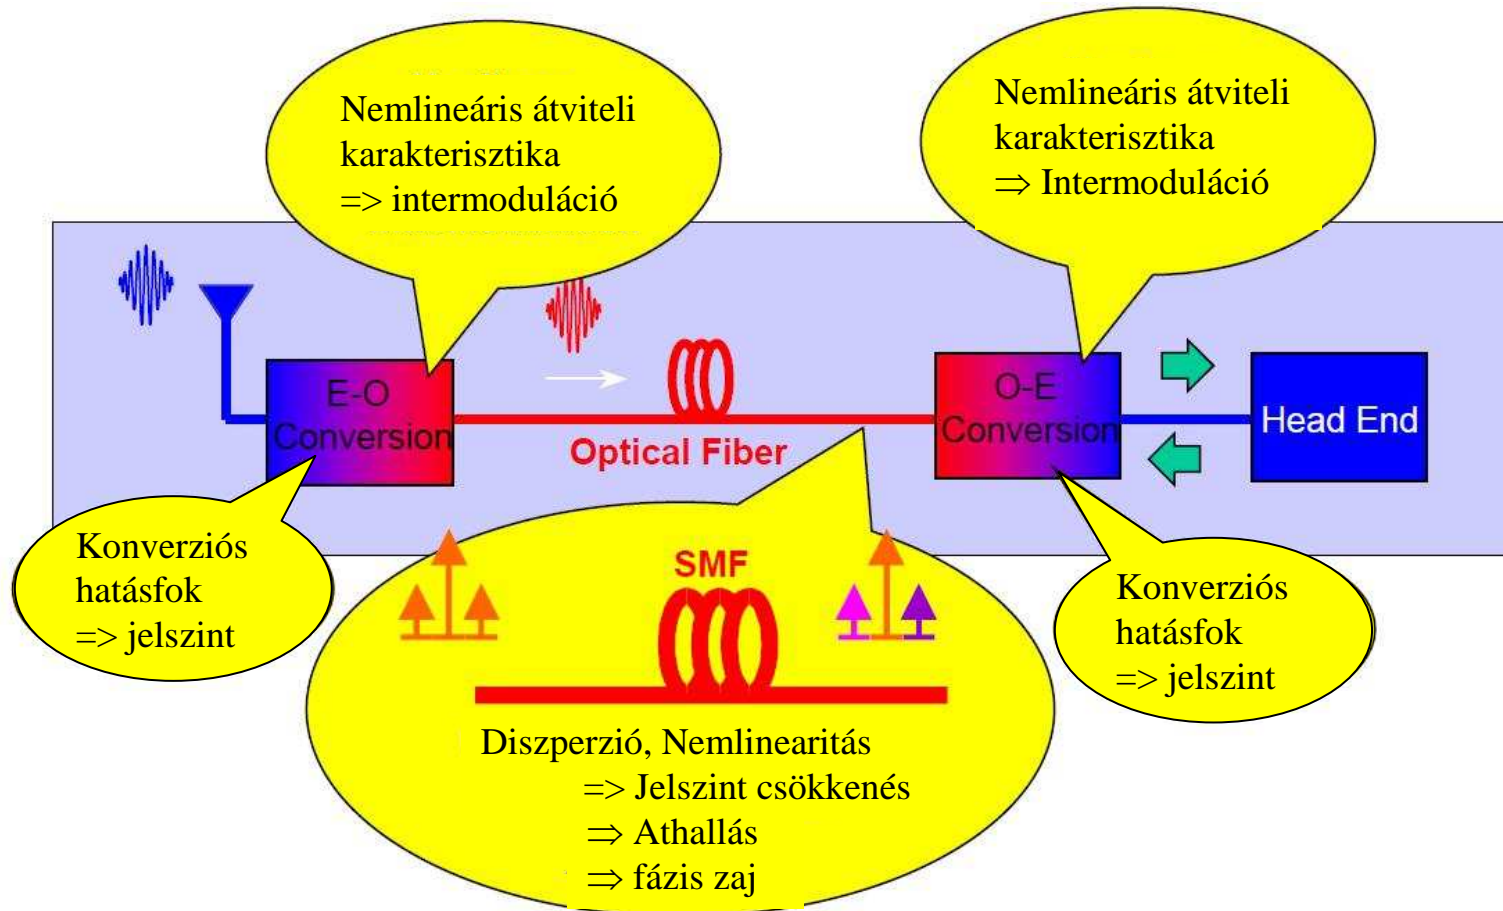 Nemlineáris átviteli
karakterisztika
=> intermoduláció
Nemlineáris átviteli
karakterisztika
⇒ Intermoduláció
E-O
Conversion
Optical Fiber
O-E
Conversion
Head End
Konverziós
hatásfok
=> jelszint
SMF
Diszperzió, Nemlinearitás
=> Jelszint csökkenés
⇒ Athallás
⇒ fázis zaj
Konverziós
hatásfok
=> jelszint